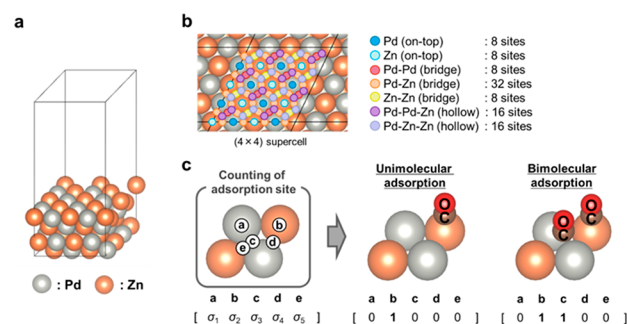 a
: Pd
: Zn
b
(4 × 4) supercell
Pd (on-top) : 8 sites
Zn (on-top) : 8 sites
Pd-Pd (bridge) : 8 sites
Pd-Zn (bridge) : 32 sites
Zn-Zn (bridge) : 8 sites
Pd-Pd-Zn (hollow) : 16 sites
Pd-Zn-Zn (hollow) : 16 sites
c
Counting of
adsorption site
a
b
c
d
e
a b c d e
[ σ1 σ2 σ3 σ4 σ5 ]
Unimolecular
adsorption
O
C
a b c d e
[ 0 1 0 0 0 ]
Bimolecular
adsorption
O
C
O
C
a b c d e
[ 0 1 1 0 0 ]